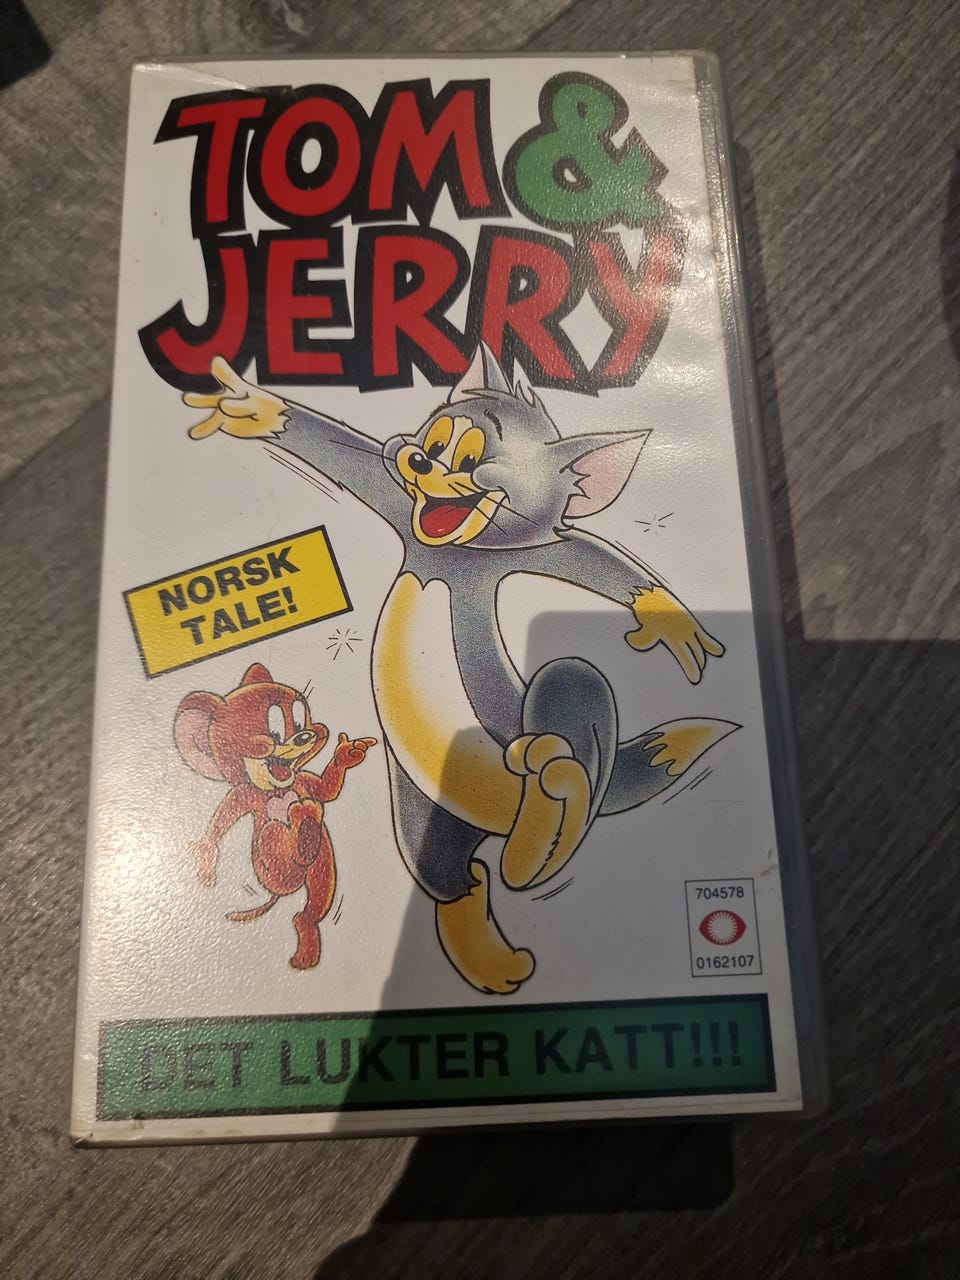 TOM &
JERRY
NORSK
TALE!
704578
0162107
DET LUKTER KATT!!!